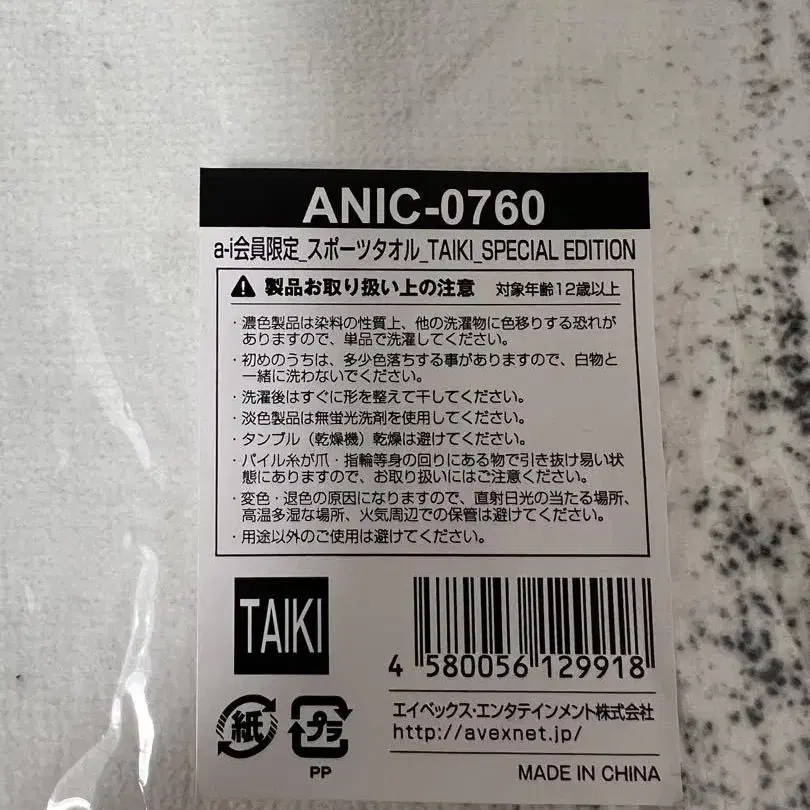 ANIC-0760
a-i会員限定_スポーツタオル_TAIKI_SPECIAL EDITION
製品お取り扱い上の注意 対象年齢12歳以上
・濃色製品は染料の性質上、他の洗濯物に色移りする恐れが
ありますので、単品で洗濯してください。
・初めのうちは、多少色落ちする事がありますので、白物と
一緒に洗わないでください。
・洗濯後はすぐに形を整えて干してください。
・淡色製品は無蛍光洗剤を使用してください。
・タンブル（乾燥機）乾燥は避けてください。
・パイル糸が爪・指輪等身の回りにある物で引き抜け易い状
態にありますので、お取り扱いにはご注意ください。
・変色・退色の原因になりますので、直射日光の当たる場所、
高温多湿な場所、火気周辺での保管は避けてください。
・用途以外のご使用は避けてください。
TAIKI
4 580056 129918
紙 プラ
PP
エイベックス・エンタテインメント株式会社
http://avexnet.jp/
MADE IN CHINA